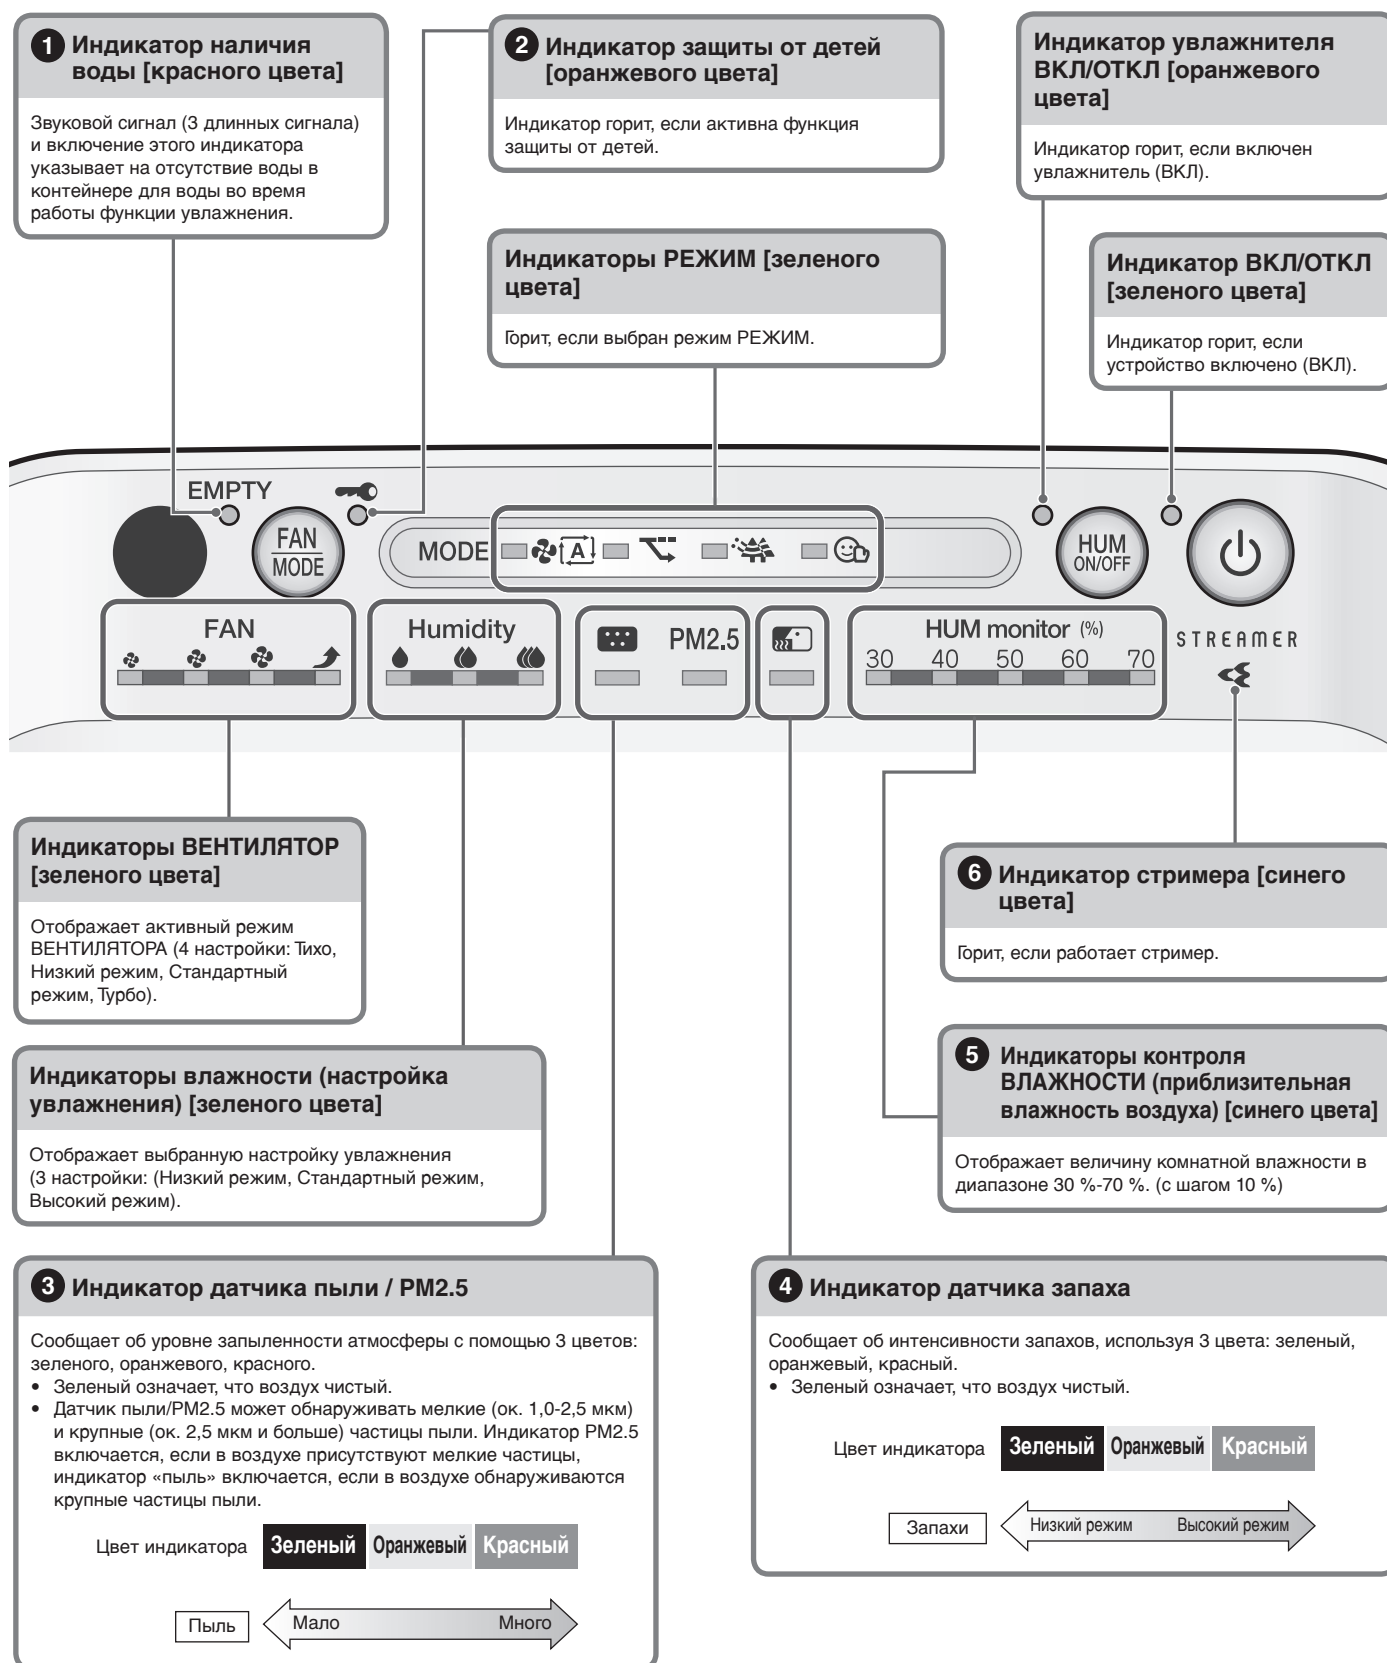 1 Индикатор наличия
воды [красного цвета]
Звуковой сигнал (3 длинных сигнала)
и включение этого индикатора
указывает на отсутствие воды в
контейнере для воды во время
работы функции увлажнения.
2 Индикатор защиты от детей
[оранжевого цвета]
Индикатор горит, если активна функция
защиты от детей.
Индикатор увлажнителя
ВКЛ/ОТКЛ [оранжевого
цвета]
Индикатор горит, если включен
увлажнитель (ВКЛ).
Индикаторы РЕЖИМ [зеленого
цвета]
Горит, если выбран режим РЕЖИМ.
Индикатор ВКЛ/ОТКЛ
[зеленого цвета]
Индикатор горит, если
устройство включено (ВКЛ).
EMPTY
FAN
MODE
MODE
A
HUM
ON/OFF
FAN
Humidity
PM2.5
HUM monitor (%)
30 40 50 60 70
STREAMER
Индикаторы ВЕНТИЛЯТОР
[зеленого цвета]
Отображает активный режим
ВЕНТИЛЯТОРА (4 настройки: Тихо,
Низкий режим, Стандартный
режим, Турбо).
6 Индикатор стримера [синего
цвета]
Горит, если работает стример.
Индикаторы влажности (настройка
увлажнения) [зеленого цвета]
Отображает выбранную настройку увлажнения
(3 настройки: (Низкий режим, Стандартный режим,
Высокий режим).
5 Индикаторы контроля
ВЛАЖНОСТИ (приблизительная
влажность воздуха) [синего цвета]
Отображает величину комнатной влажности в
диапазоне 30 %-70 %. (с шагом 10 %)
3 Индикатор датчика пыли / PM2.5
Сообщает об уровне запыленности атмосферы с помощью 3 цветов:
зеленого, оранжевого, красного.
• Зеленый означает, что воздух чистый.
• Датчик пыли/PM2.5 может обнаруживать мелкие (ок. 1,0-2,5 мкм)
и крупные (ок. 2,5 мкм и больше) частицы пыли. Индикатор PM2.5
включается, если в воздухе присутствуют мелкие частицы,
индикатор «пыль» включается, если в воздухе обнаруживаются
крупные частицы пыли.
Цвет индикатора Зеленый Оранжевый Красный
Пыль Мало Много
4 Индикатор датчика запаха
Сообщает об интенсивности запахов, используя 3 цвета: зеленый,
оранжевый, красный.
• Зеленый означает, что воздух чистый.
Цвет индикатора Зеленый Оранжевый Красный
Запахи Низкий режим Высокий режим